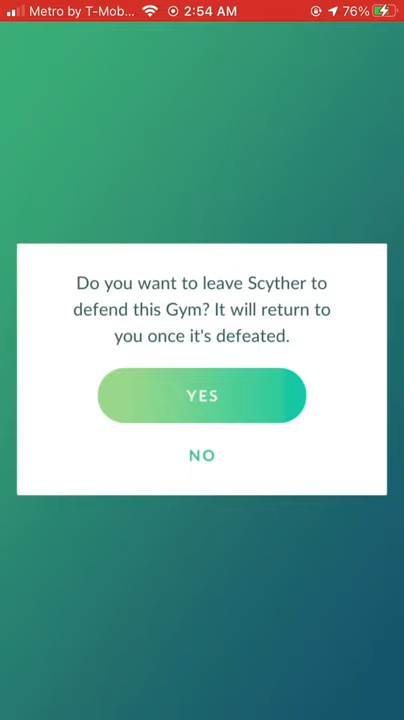 Metro by T-Mob... 2:54 AM 76%
Do you want to leave Scyther to
defend this Gym? It will return to
you once it's defeated.
YES
NO